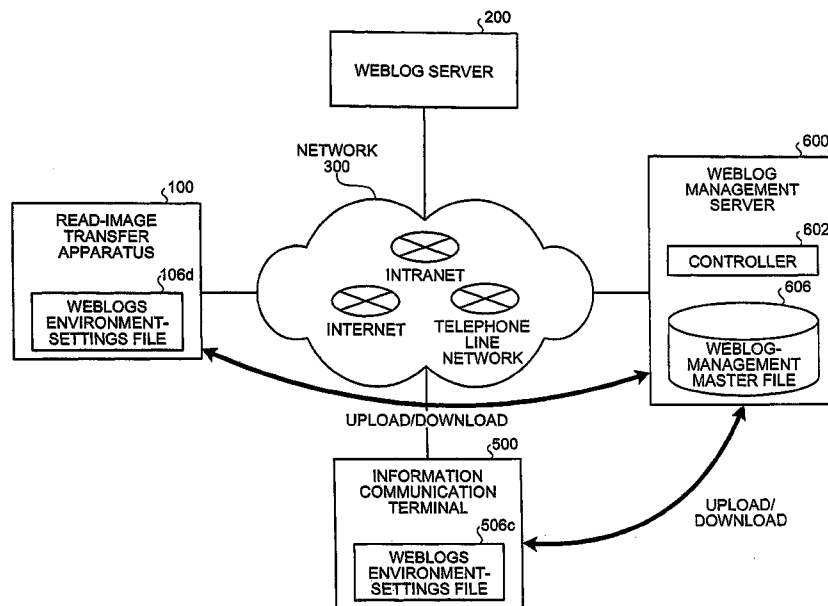 200
WEBLOG SERVER
NETWORK
300
600
WEBLOG
MANAGEMENT
SERVER
602
CONTROLLER
606
WEBLOG-
MANAGEMENT
MASTER FILE
100
READ-IMAGE
TRANSFER
APPARATUS
106d
WEBLOGS
ENVIRONMENT-
SETTINGS FILE
INTRANET
INTERNET
TELEPHONE
LINE
NETWORK
UPLOAD/DOWNLOAD
500
INFORMATION
COMMUNICATION
TERMINAL
506c
WEBLOGS
ENVIRONMENT-
SETTINGS FILE
UPLOAD/
DOWNLOAD